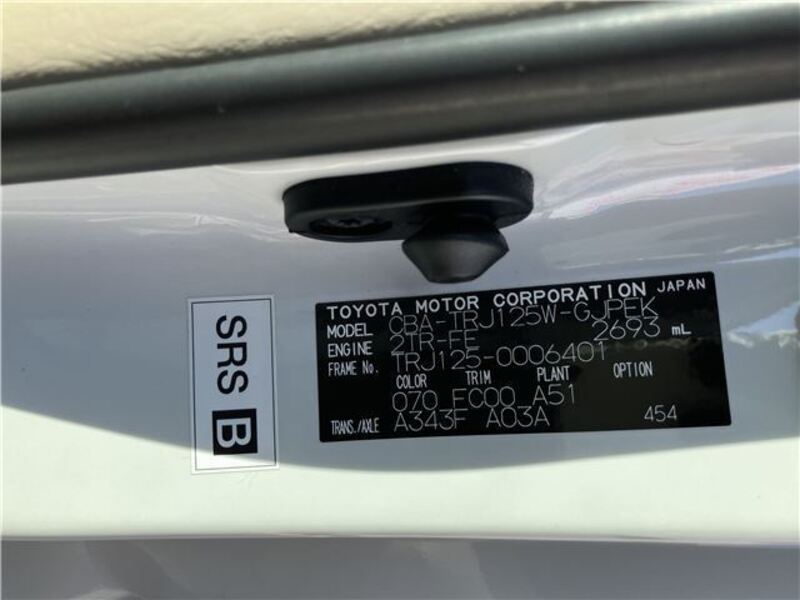 SRS B
TOYOTA MOTOR CORPORATION JAPAN
MODEL CBA-TRJ125W-GJPEK
ENGINE 2TR-FE 2693 mL
FRAME No. TRJ125-0006401
COLOR TRIM PLANT OPTION
070 FC00 A51
TRANS./AXLE A343F A03A 454